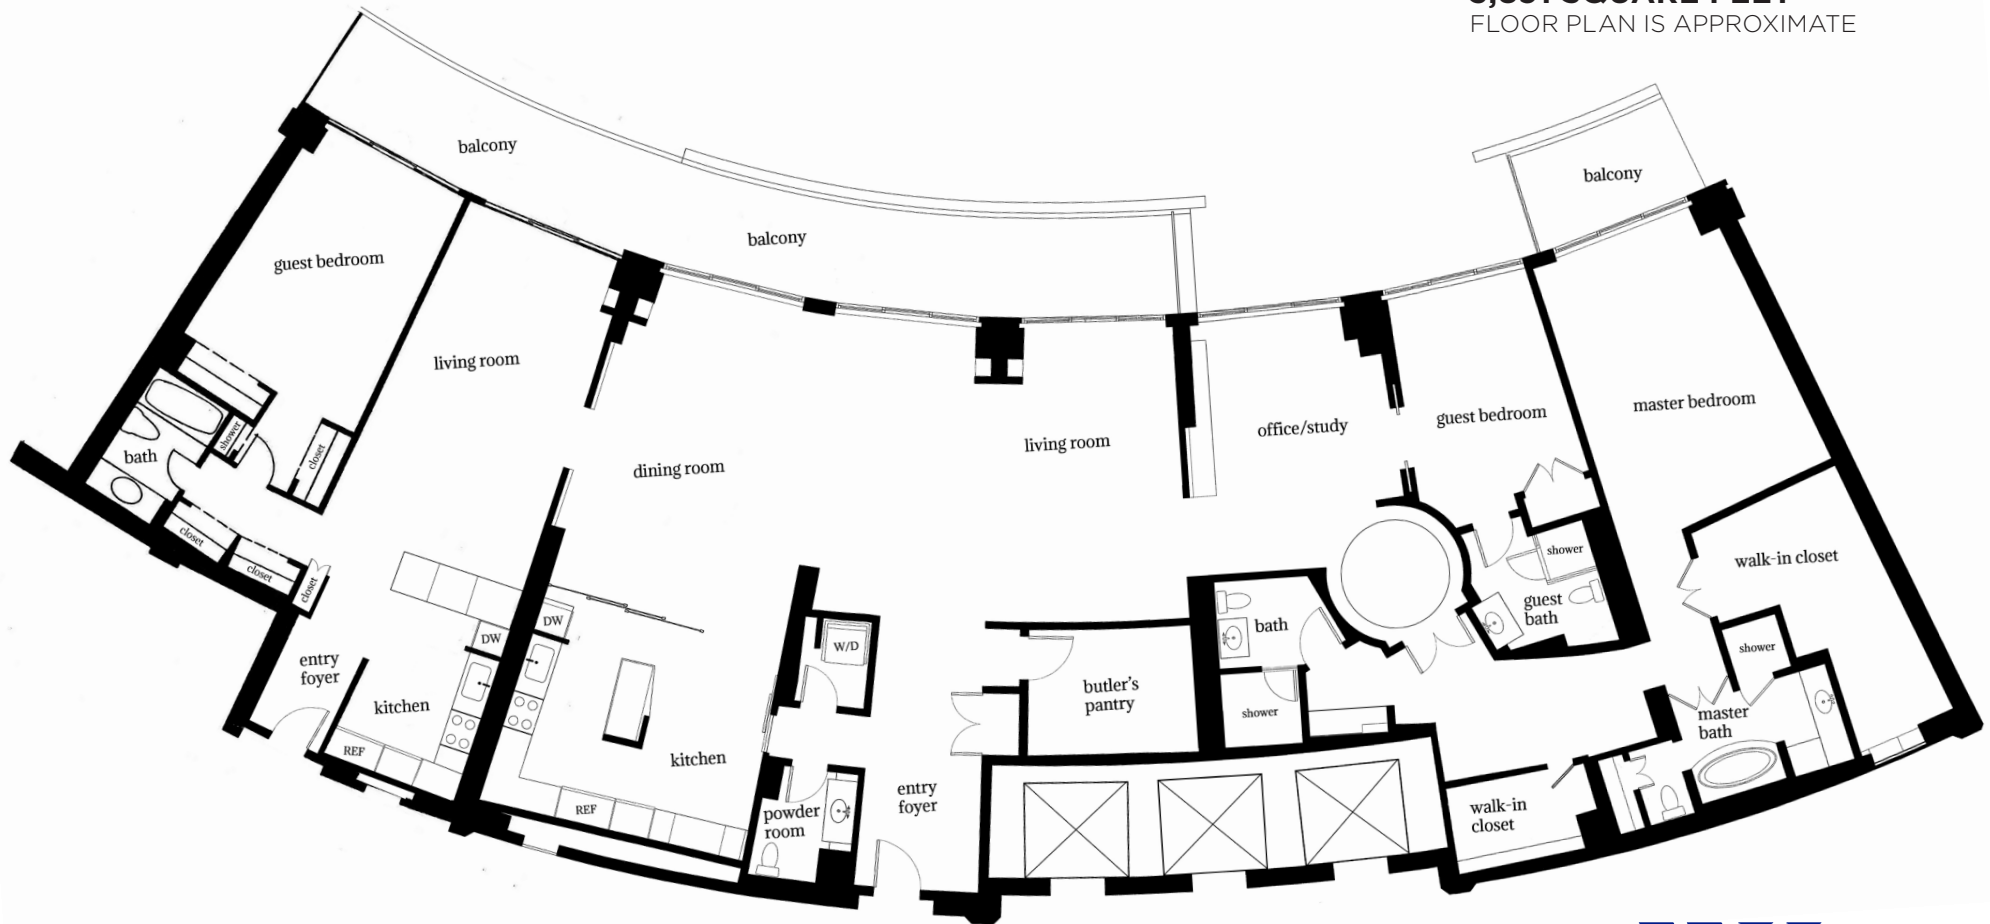 FLOOR PLAN IS APPROXIMATE
balcony
balcony
balcony
guest bedroom
living room
dining room
living room
office/study
guest bedroom
master bedroom
bath
shower
closet
closet
closet
closet
entry
foyer
kitchen
DW
REF
DW
kitchen
REF
W/D
powder
room
entry
foyer
butler's
pantry
bath
shower
shower
guest
bath
walk-in closet
shower
master
bath
walk-in
closet